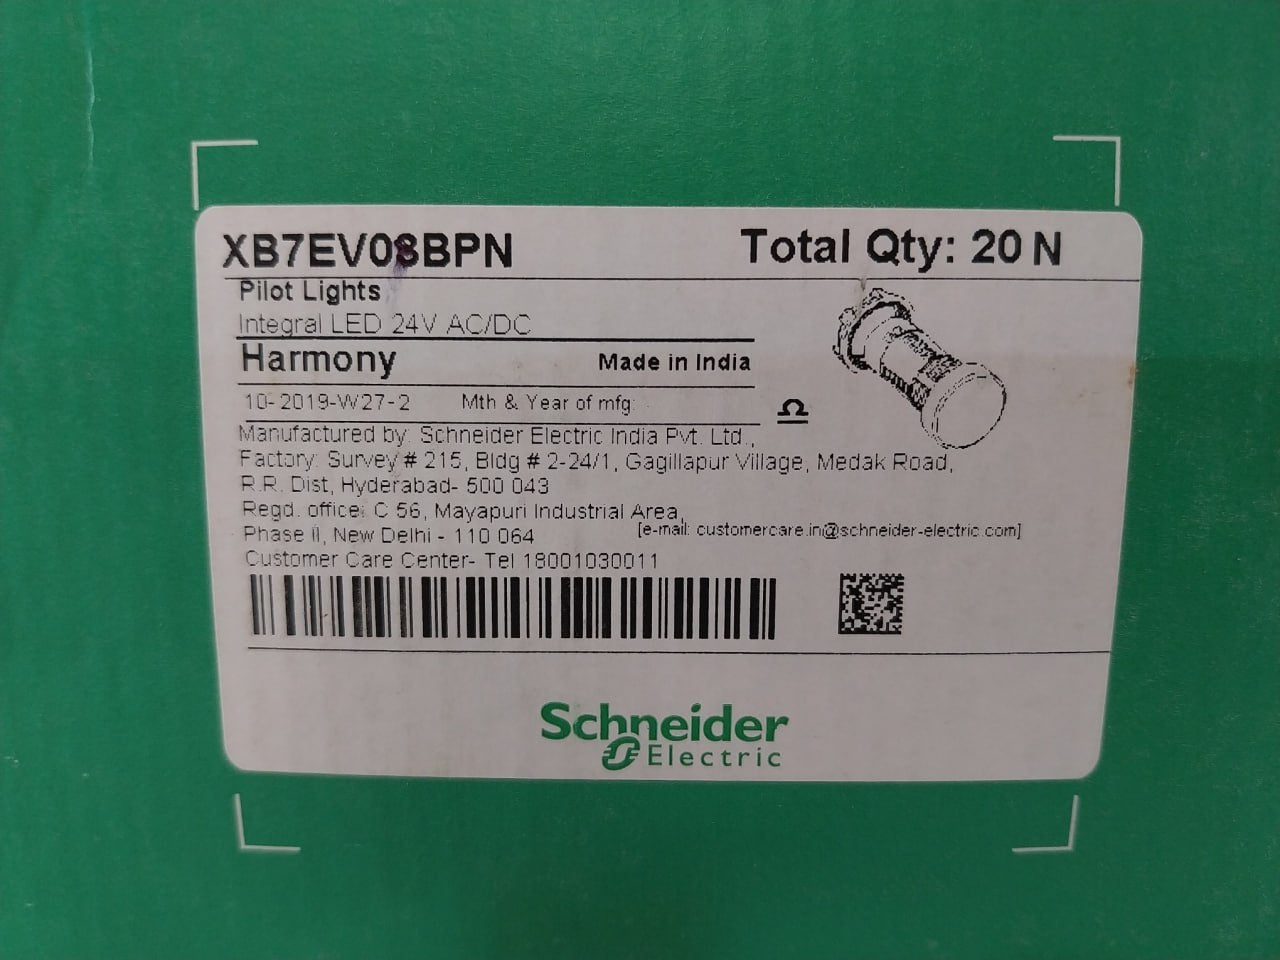 XB7EV08BPN
Total Qty: 20 N
Pilot Lights
Integral LED 24V AC/DC
Harmony
Made in India
10-2019-W27-2
Mth & Year of mfg:
Manufactured by: Schneider Electric India Pvt. Ltd.,
Factory: Survey # 215, Bldg # 2-24/1, Gagillapur Village, Medak Road,
R.R. Dist, Hyderabad- 500 043
Regd. office: C 56, Mayapuri Industrial Area,
Phase II, New Delhi - 110 064
[e-mail: customercare.in@schneider-electric.com]
Customer Care Center- Tel 18001030011
Schneider
Electric